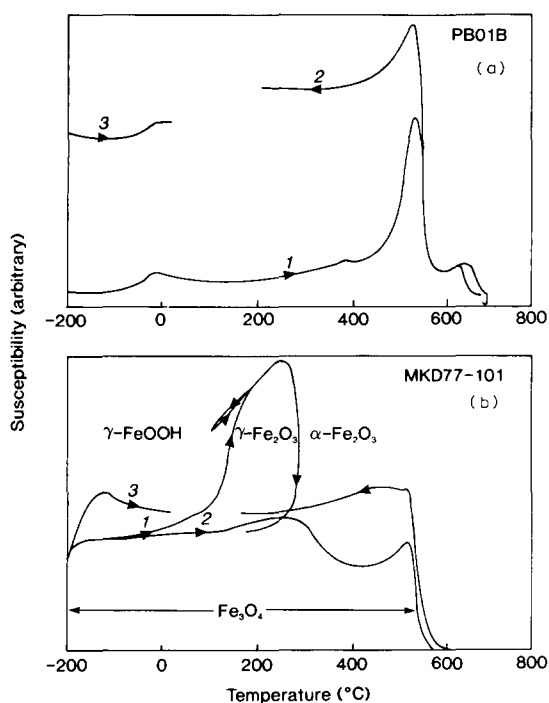 PB01B
(a)
2
3
1
-200
0
200
400
600
800
Susceptibility (arbitrary)
MKD77-101
(b)
γ-FeOOH
γ-Fe₂O₃
α-Fe₂O₃
3
1
2
Fe₃O₄
-200
0
200
400
600
800
Temperature (°C)